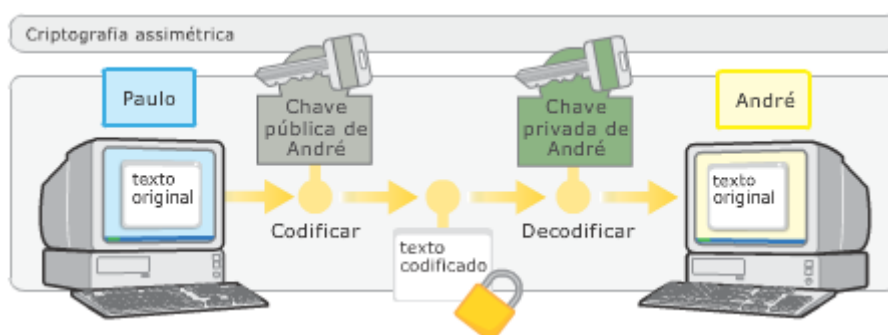 Criptografia assimétrica
Paulo
Chave
pública de
André
Chave
privada de
André
André
texto
original
texto
original
Codificar
Decodificar
texto
codificado